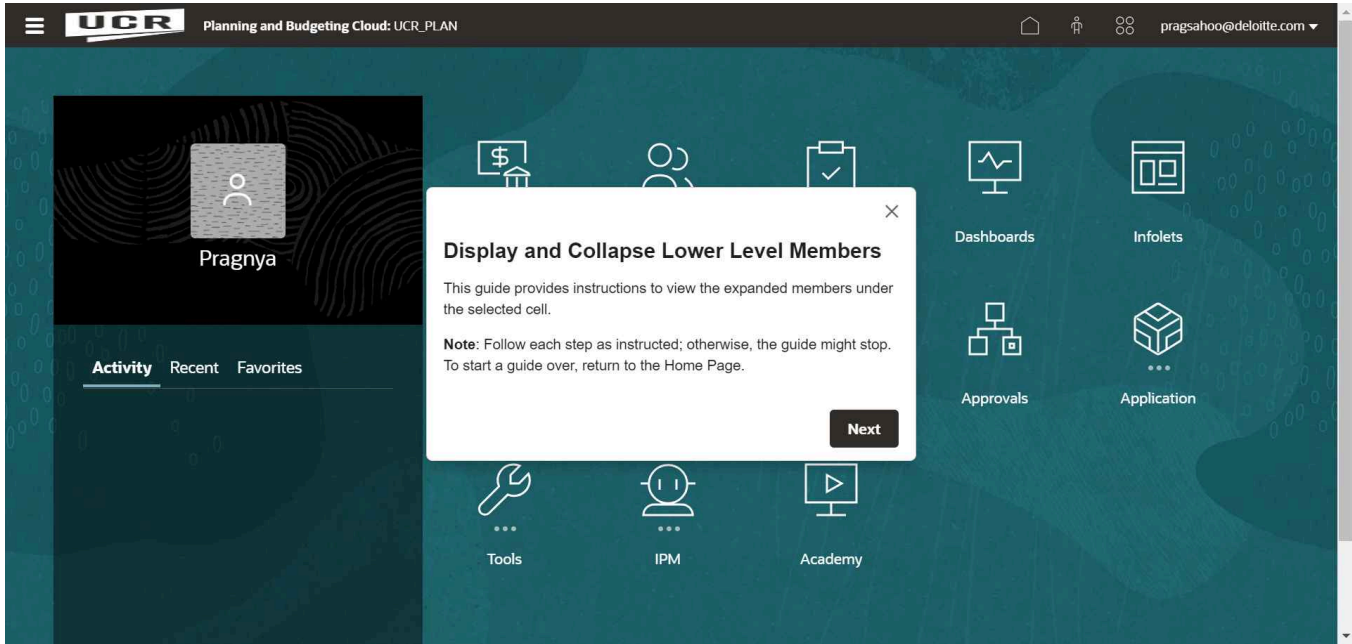 UCR
Planning and Budgeting Cloud: UCR_PLAN
pragsahoo@deloitte.com
Pragnya
Activity Recent Favorites
Dashboards
Infolets
Display and Collapse Lower Level Members
This guide provides instructions to view the expanded members under
the selected cell.
Note: Follow each step as instructed; otherwise, the guide might stop.
To start a guide over, return to the Home Page.
Next
Approvals
Application
Tools
IPM
Academy